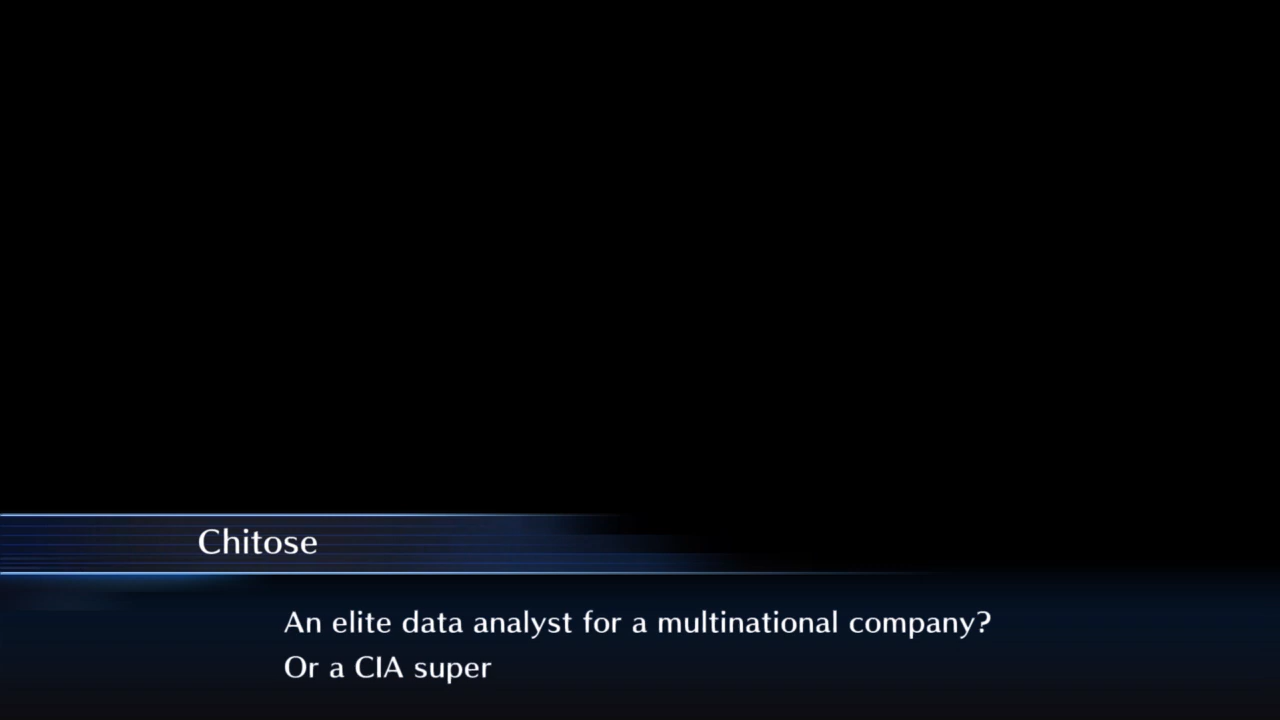 Chitose
An elite data analyst for a multinational company?
Or a CIA super